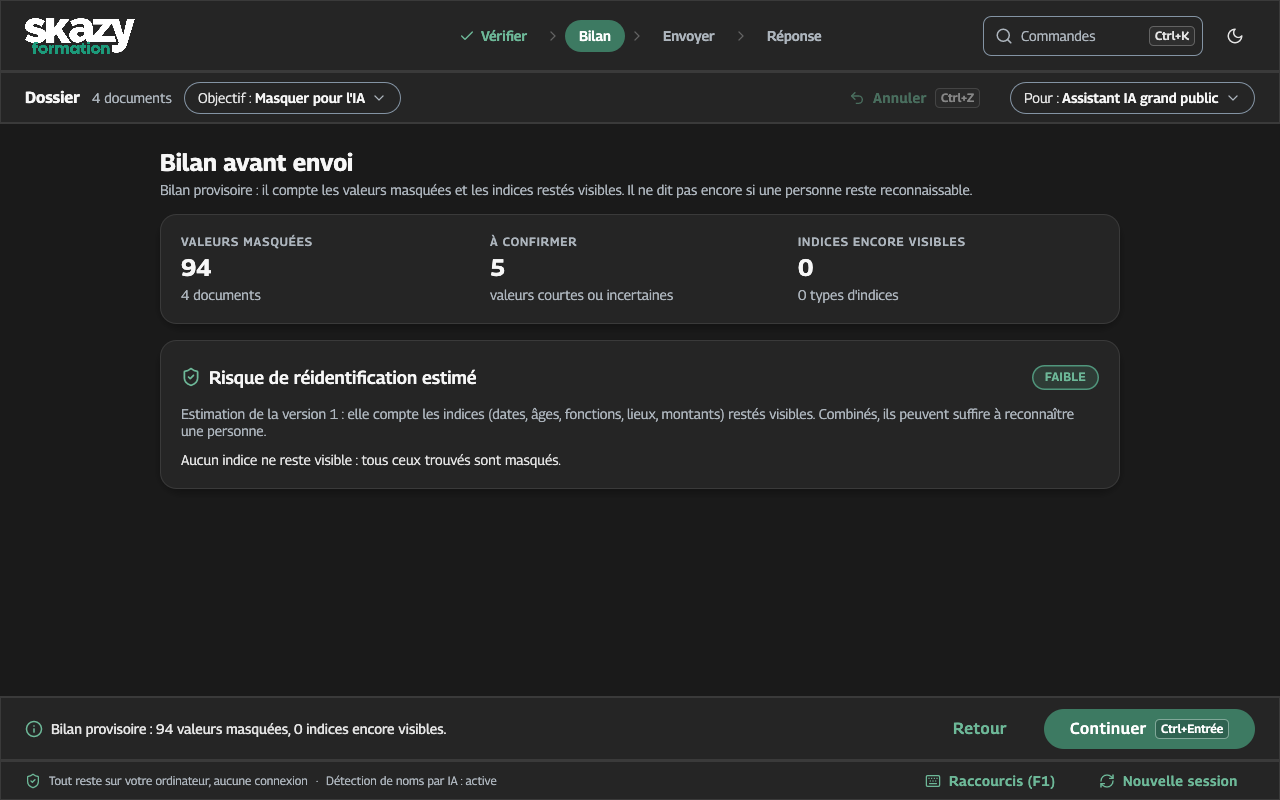 skazy
formation
Vérifier
Bilan
Envoyer
Réponse
Commandes Ctrl+K
Dossier 4 documents Objectif : Masquer pour l'IA
Annuler Ctrl+Z
Pour : Assistant IA grand public
Bilan avant envoi
Bilan provisoire : il compte les valeurs masquées et les indices restés visibles. Il ne dit pas encore si une personne reste reconnaissable.
VALEURS MASQUÉES
94
4 documents
À CONFIRMER
5
valeurs courtes ou incertaines
INDICES ENCORE VISIBLES
0
0 types d'indices
Risque de réidentification estimé
FAIBLE
Estimation de la version 1 : elle compte les indices (dates, âges, fonctions, lieux, montants) restés visibles. Combinés, ils peuvent suffire à reconnaître
une personne.
Aucun indice ne reste visible : tous ceux trouvés sont masqués.
Bilan provisoire : 94 valeurs masquées, 0 indices encore visibles.
Retour
Continuer Ctrl+Entrée
Tout reste sur votre ordinateur, aucune connexion · Détection de noms par IA : active
Raccourcis (F1)
Nouvelle session